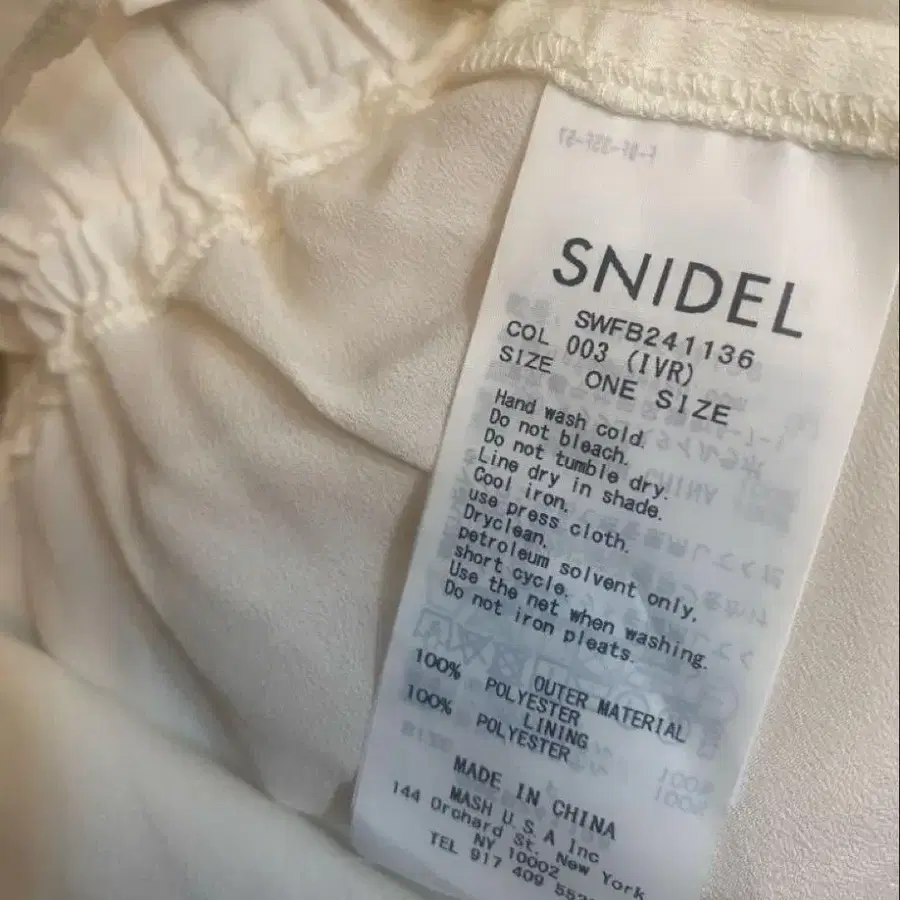 SNIDEL
SWFB241136
COL 003 (IVR)
SIZE ONE SIZE
Hand wash cold.
Do not bleach.
Do not tumble dry.
Line dry in shade.
Cool iron.
use press cloth.
Dryclean.
petroleum solvent only,
short cycle.
Use the net when washing.
Do not iron pleats.
OUTER MATERIAL
100% POLYESTER
LINING
100% POLYESTER
MADE IN CHINA
MASH U.S.A Inc
144 Orchard St. New York
NY 10002
TEL 917 409